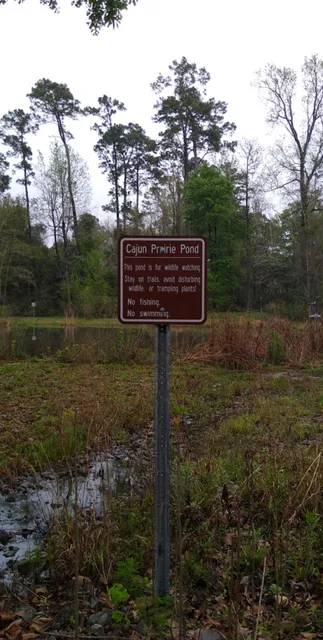 Cajun Prairie Pond
This pond is for wildlife watching.
Stay on trails, avoid disturbing
wildlife, or trampling plants!
No fishing.
No swimming.